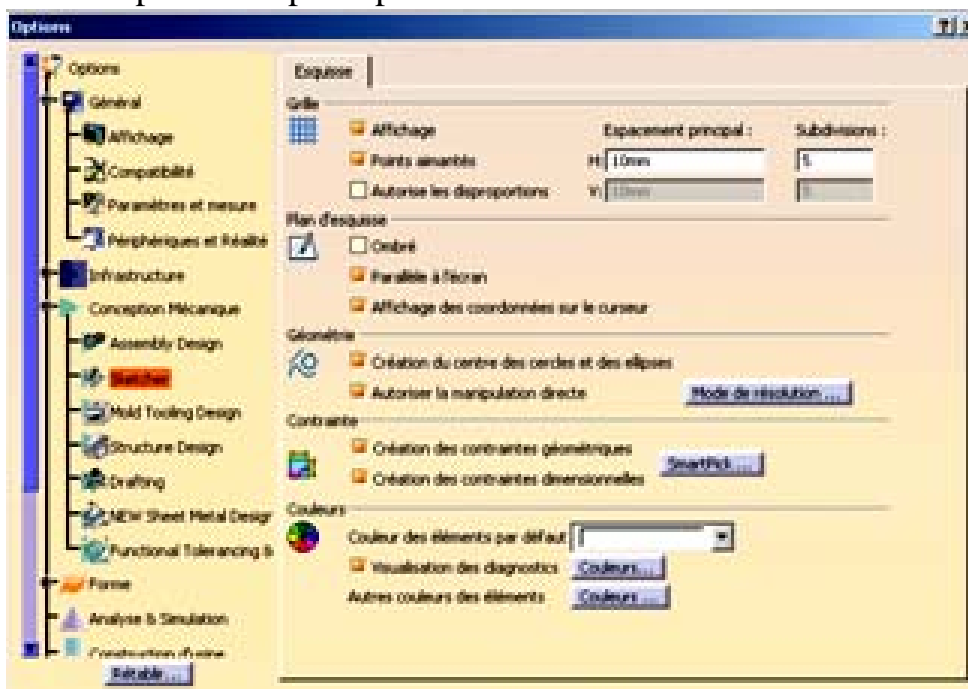 Options
Options
Général
Affichage
Compatibilité
Paramètres et mesure
Périphériques et Réalité
Infrastructure
Conception Mécanique
Assembly Design
Sketcher
Mold Tooling Design
Structure Design
Drafting
NEW Sheet Metal Design
Functional Tolerancing &
Forme
Analyse & Simulation
Construction d'usine
Rétablir ...
Esquisse
Grille
Affichage Espacement principal : Subdivisions :
Points aimantés H: 10mm 5
Autorise les disproportions V: 10mm 5
Plan d'esquisse
Ombré
Parallèle à l'écran
Affichage des coordonnées sur le curseur
Géométrie
Création du centre des cercles et des ellipses
Autoriser la manipulation directe Mode de résolution ...
Contrainte
Création des contraintes géométriques
SmartPick ...
Création des contraintes dimensionnelles
Couleurs
Couleur des éléments par défaut
Visualisation des diagnostics Couleurs...
Autres couleurs des éléments Couleurs ...